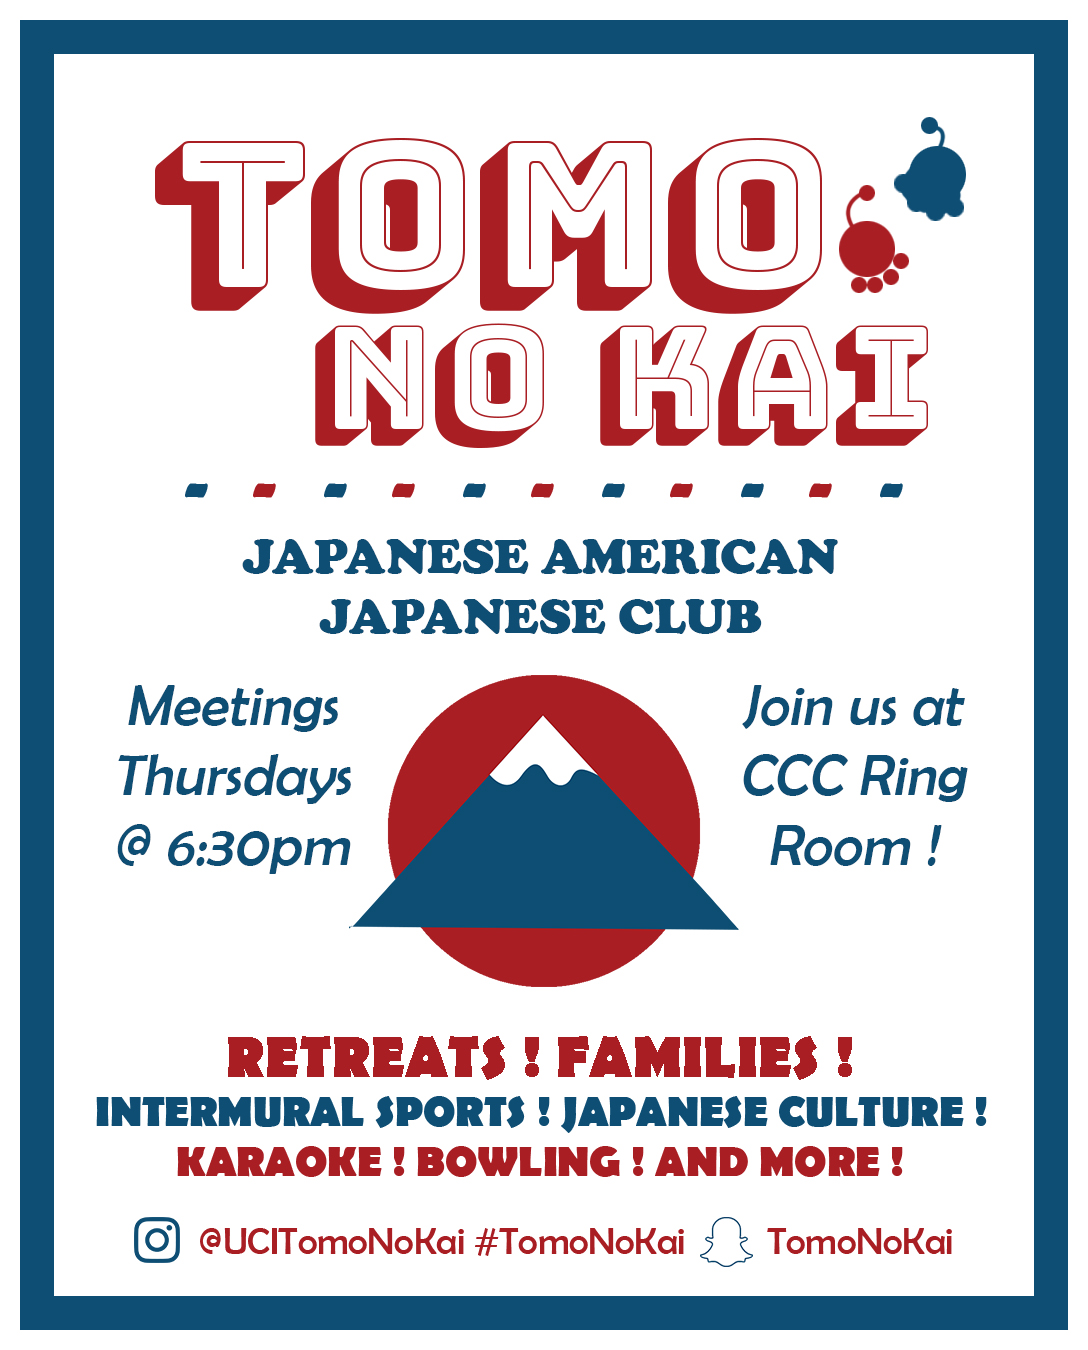 TOMO
NO KAI
JAPANESE AMERICAN
JAPANESE CLUB
Meetings
Thursdays
@ 6:30pm
Join us at
CCC Ring
Room !
RETREATS ! FAMILIES !
INTERMURAL SPORTS ! JAPANESE CULTURE !
KARAOKE ! BOWLING ! AND MORE !
@UCITomoNoKai #TomoNoKai TomoNoKai